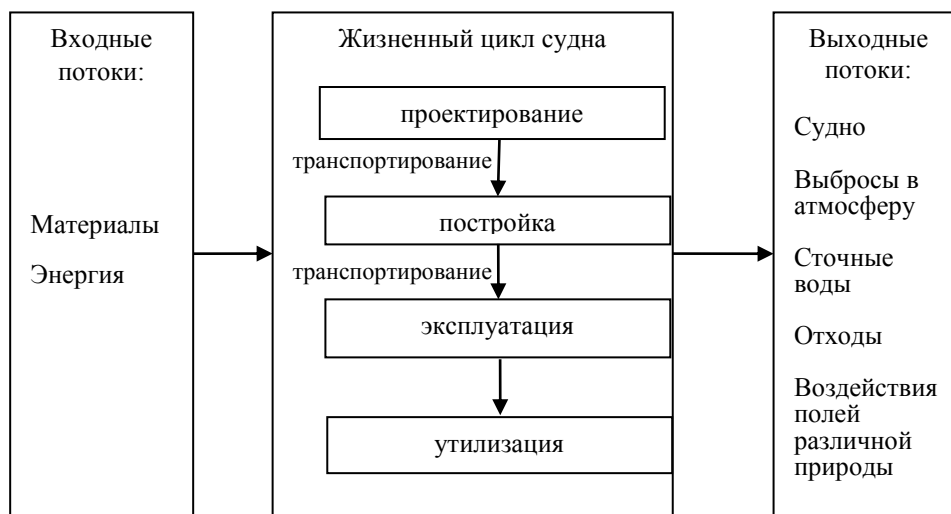 Входные
потоки:
Материалы
Энергия
Жизненный цикл судна
проектирование
транспортирование
постройка
транспортирование
эксплуатация
утилизация
Выходные
потоки:
Судно
Выбросы в
атмосферу
Сточные
воды
Отходы
Воздействия
полей
различной
природы